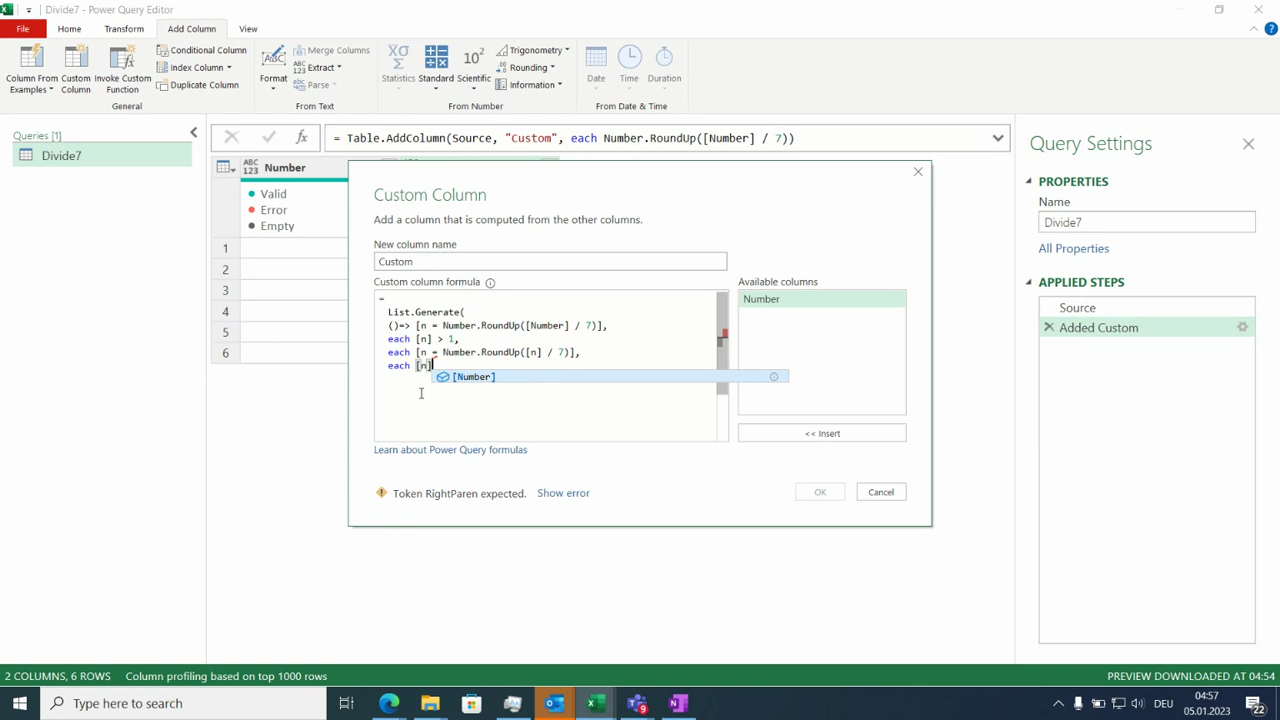 Divide7 - Power Query Editor
File Home Transform Add Column View
Column From Examples
Custom Column
Invoke Custom Function
Conditional Column
Index Column
Duplicate Column
General
Format
Merge Columns
Extract
Parse
From Text
Statistics
Standard
Scientific
Trigonometry
Rounding
Information
From Number
Date
Time
Duration
From Date & Time
Queries [1]
Divide7
= Table.AddColumn(Source, "Custom", each Number.RoundUp([Number] / 7))
ABC 123 Number
Valid
Error
Empty
1
2
3
4
5
6
Custom Column
Add a column that is computed from the other columns.
New column name
Custom
Custom column formula
=
List.Generate(
()=> [n = Number.RoundUp([Number] / 7)],
each [n] > 1,
each [n = Number.RoundUp([n] / 7)],
each [n]
[Number]
Available columns
Number
<< Insert
Learn about Power Query formulas
Token RightParen expected. Show error
OK
Cancel
Query Settings
PROPERTIES
Name
Divide7
All Properties
APPLIED STEPS
Source
Added Custom
2 COLUMNS, 6 ROWS Column profiling based on top 1000 rows
PREVIEW DOWNLOADED AT 04:54
Type here to search
DEU
04:57
05.01.2023
22
9